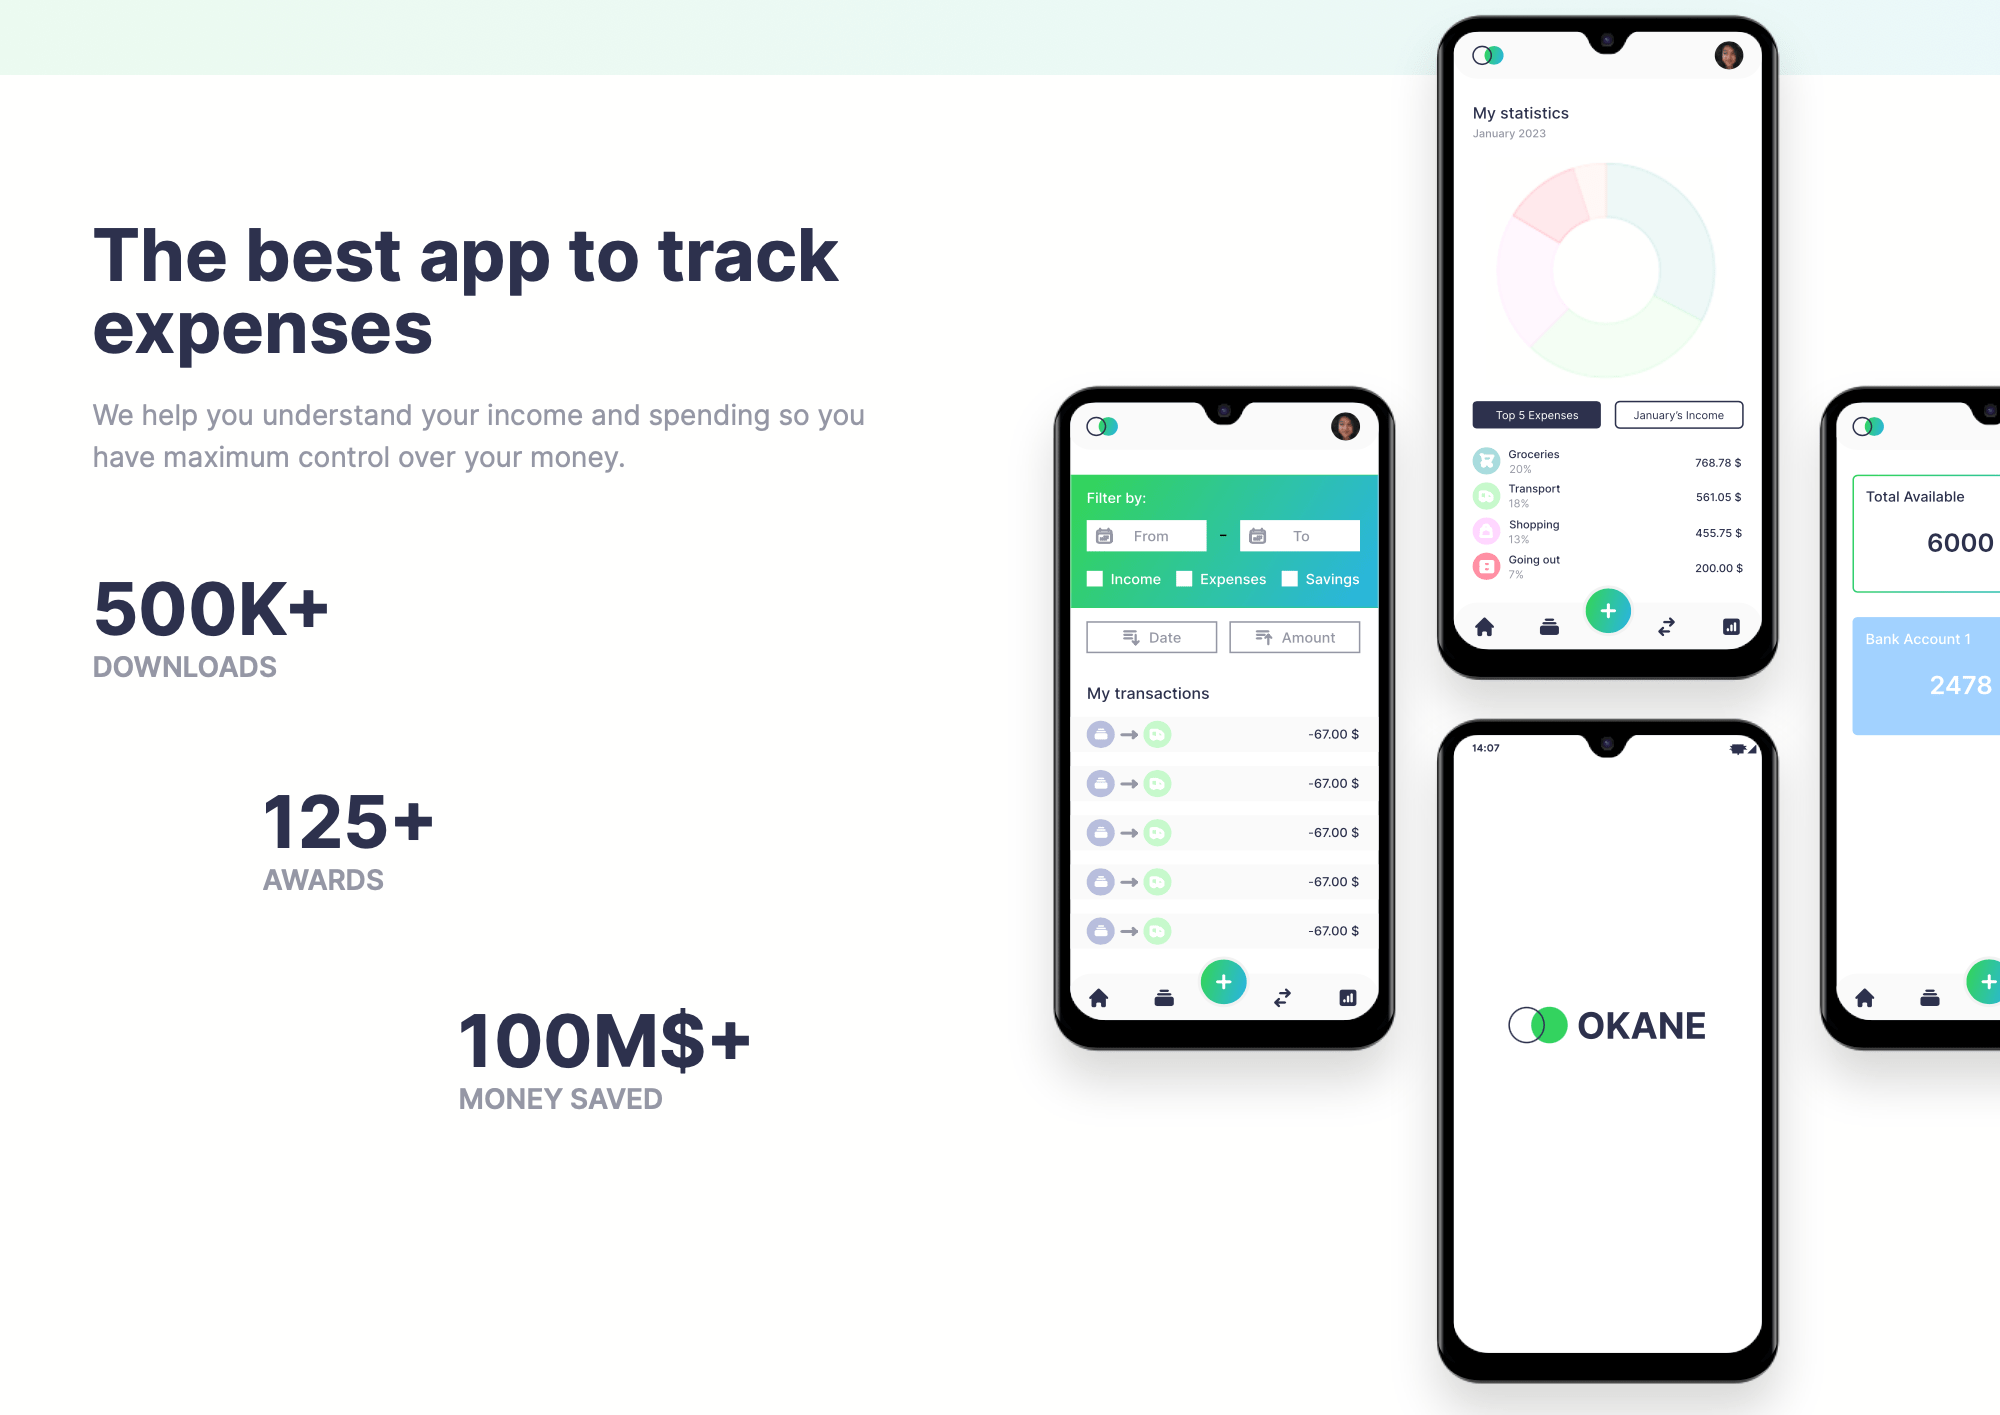 The best app to track
expenses
We help you understand your income and spending so you
have maximum control over your money.
500K+
DOWNLOADS
125+
AWARDS
100M$+
MONEY SAVED
Filter by:
From - To
Income Expenses Savings
Date Amount
My transactions
-67.00 $
-67.00 $
-67.00 $
-67.00 $
-67.00 $
My statistics
January 2023
Top 5 Expenses January's Income
Groceries
20%
768.78 $
Transport
18%
561.05 $
Shopping
13%
455.75 $
Going out
7%
200.00 $
14:07
OKANE
Total Available
6000
Bank Account 1
2478